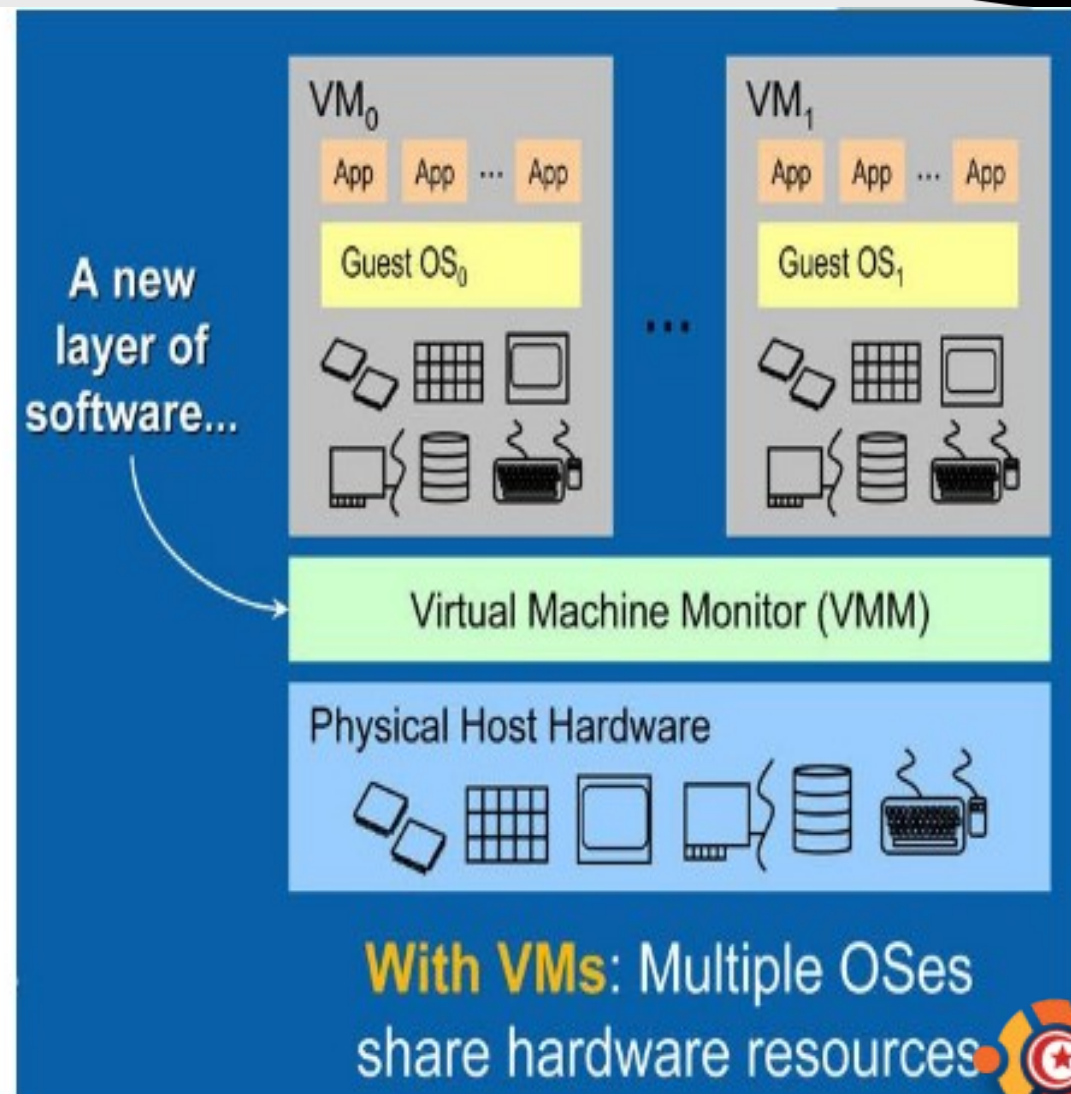 VM₀
App App ... App
Guest OS₀
...
VM₁
App App ... App
Guest OS₁
A new
layer of
software...
Virtual Machine Monitor (VMM)
Physical Host Hardware
With VMs: Multiple OSes
share hardware resources